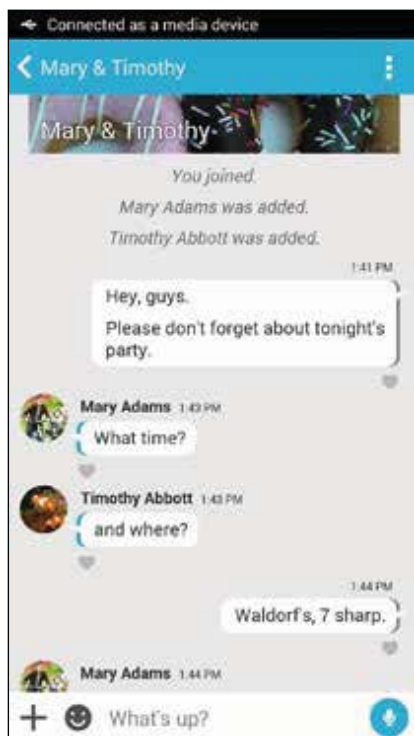 Connected as a media device
Mary & Timothy
Mary & Timothy
You joined.
Mary Adams was added.
Timothy Abbott was added.
1:41 PM
Hey, guys.
Please don't forget about tonight's
party.
Mary Adams 1:43 PM
What time?
Timothy Abbott 1:43 PM
and where?
1:44 PM
Waldorf's, 7 sharp.
Mary Adams 1:44 PM
What's up?